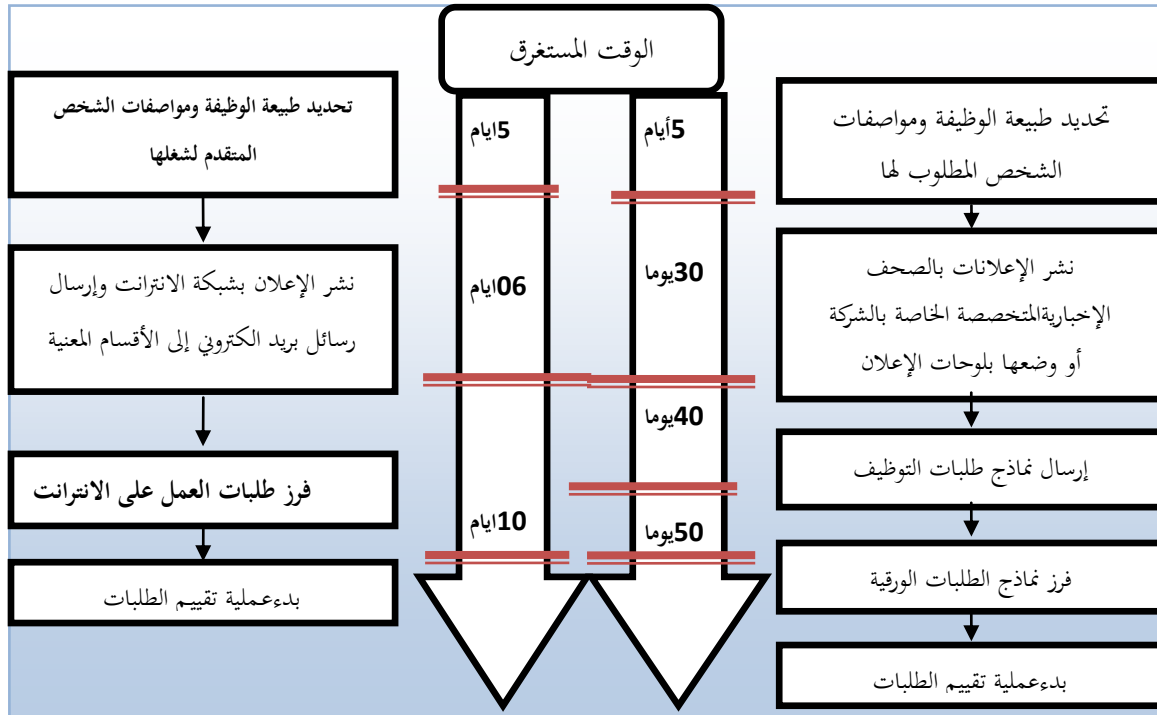 الوقت المستغرق
تحديد طبيعة الوظيفة ومواصفات
الشخص المطلوب لها
نشر الإعلانات بالصحف
الإخباريةالمتخصصة الخاصة بالشركة
أو وضعها بلوحات الإعلان
إرسال نماذج طلبات التوظيف
فرز نماذج الطلبات الورقية
بدءعملية تقييم الطلبات
5أيام
30يوما
40يوما
50يوما
5ايام
06ايام
10ايام
تحديد طبيعة الوظيفة ومواصفات الشخص
المتقدم لشغلها
نشر الإعلان بشبكة الانترانت وإرسال
رسائل بريد الكتروني إلى الأقسام المعنية
فرز طلبات العمل على الانترانت
بدءعملية تقييم الطلبات